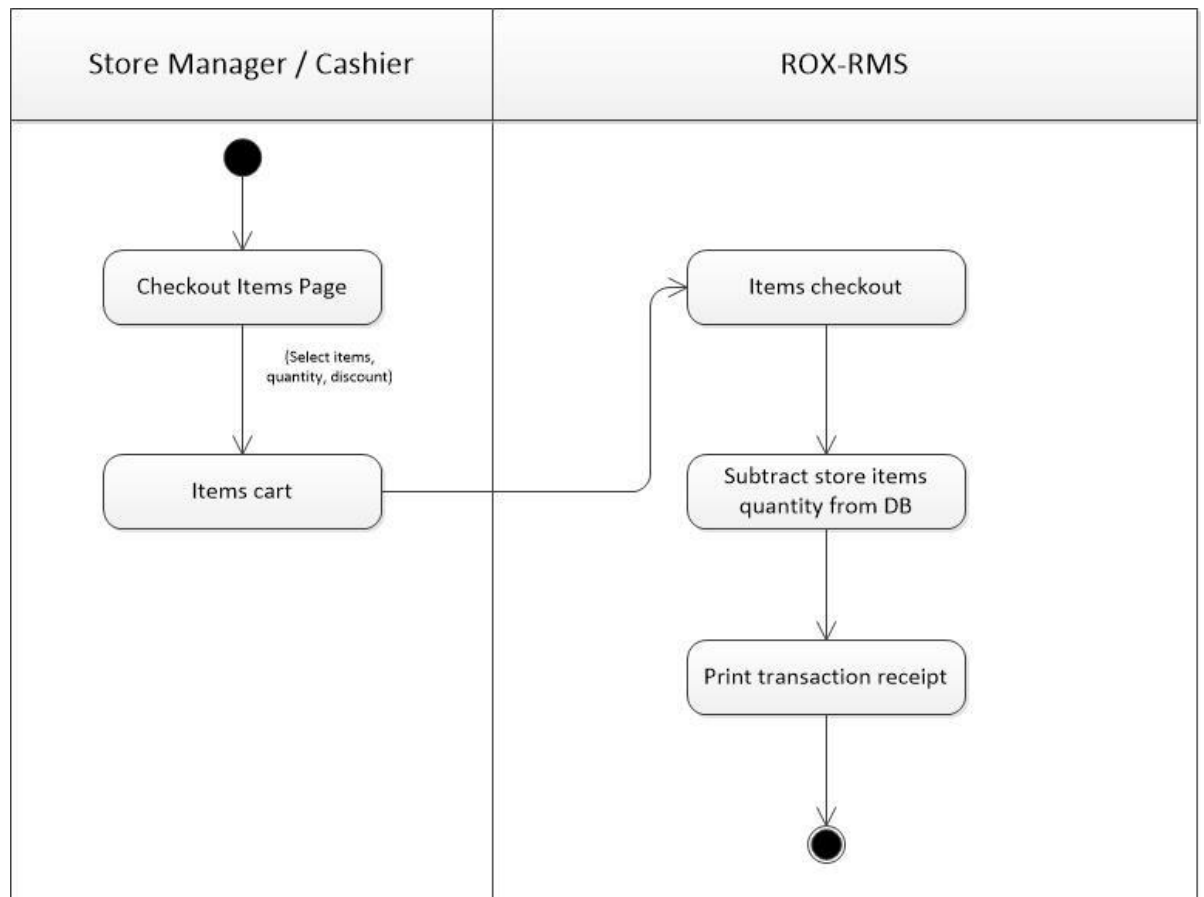 Store Manager / Cashier
ROX-RMS
Checkout Items Page
(Select items,
quantity, discount)
Items cart
Items checkout
Subtract store items
quantity from DB
Print transaction receipt